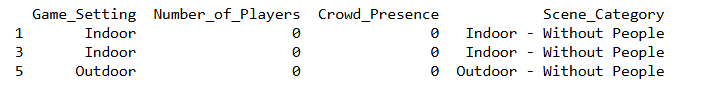 Game_Setting Number_of_Players Crowd_Presence Scene_Category
1 Indoor 0 0 Indoor - Without People
3 Indoor 0 0 Indoor - Without People
5 Outdoor 0 0 Outdoor - Without People